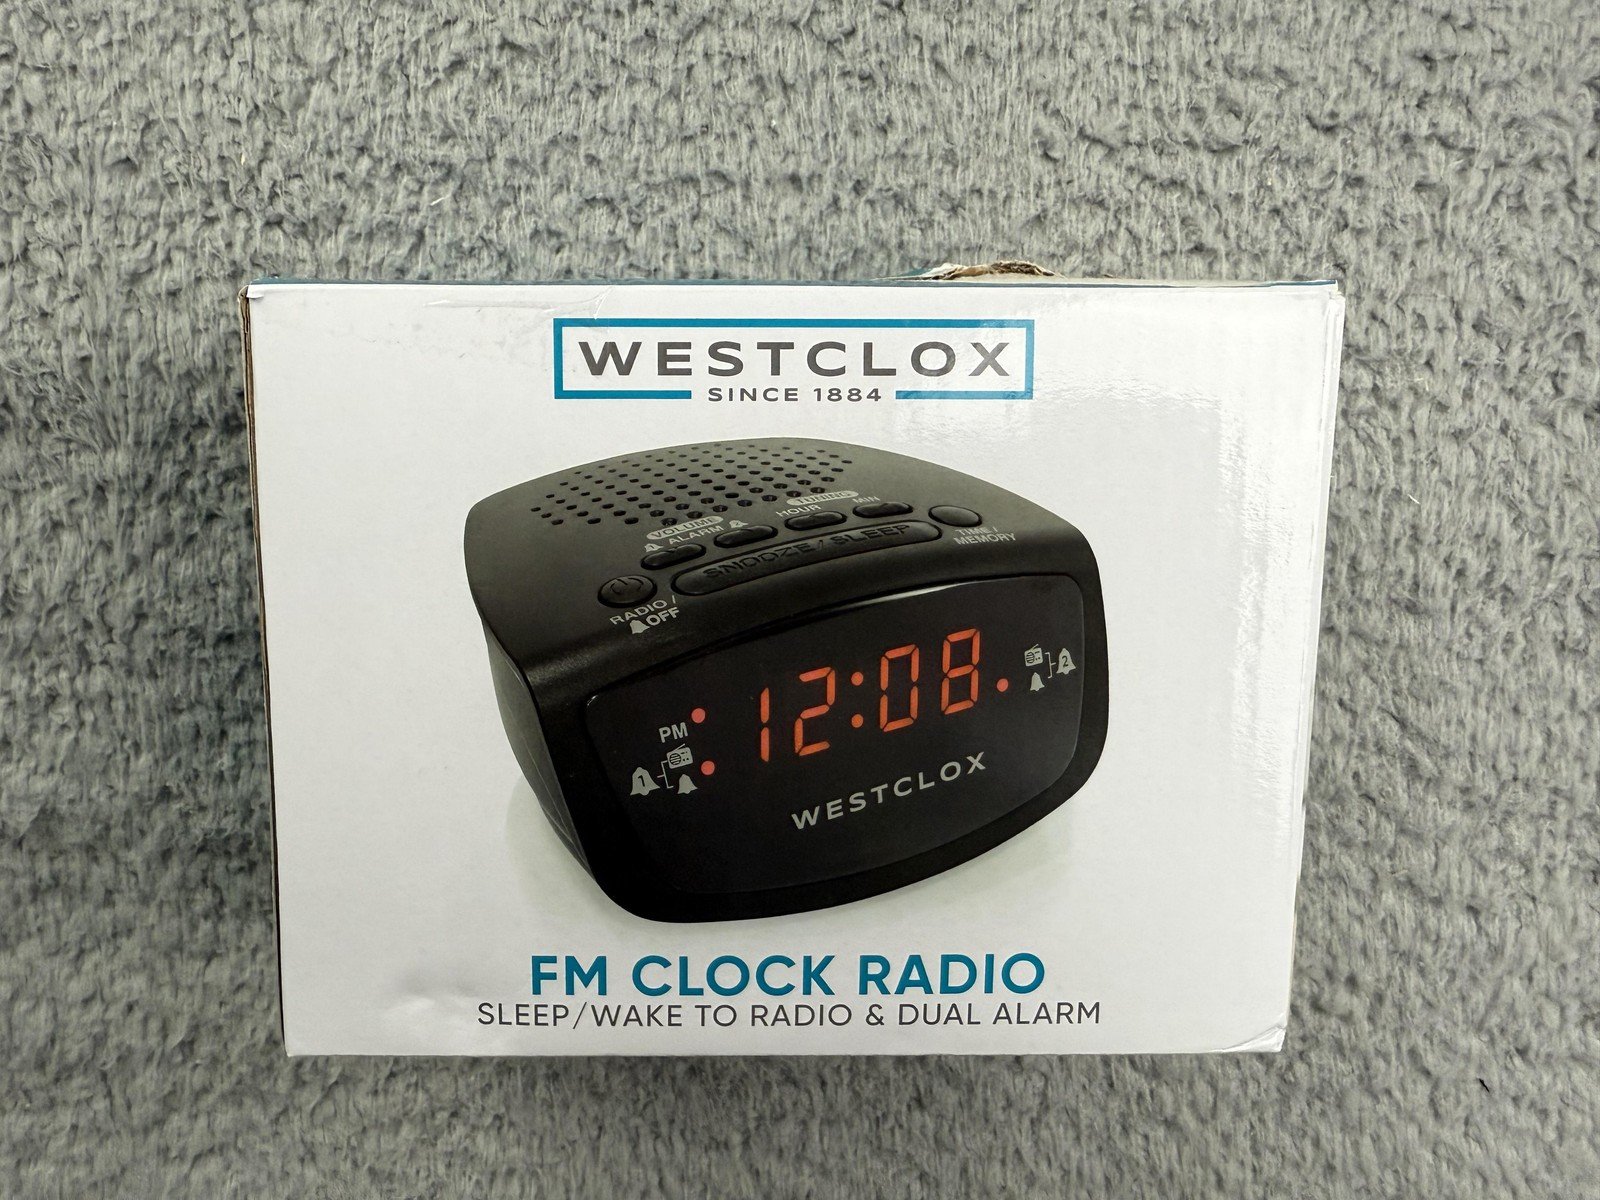 WESTCLOX
SINCE 1884
VOLUME
ALARM
TUNING
HOUR MIN
SNOOZE / SLEEP
TIME /
MEMORY
RADIO /
OFF
PM
12:08
1
2
WESTCLOX
FM CLOCK RADIO
SLEEP/WAKE TO RADIO & DUAL ALARM